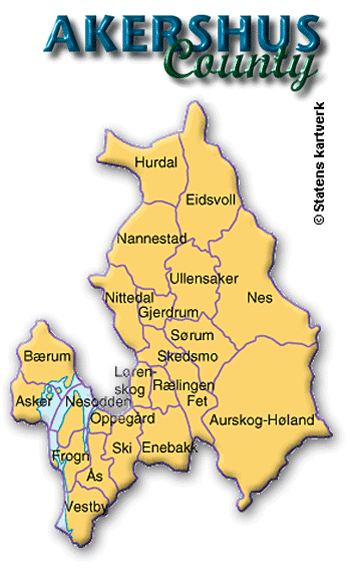 AKERSHUS
County
© Statens kartverk
Hurdal
Eidsvoll
Nannestad
Ullensaker
Nes
Nittedal
Gjerdrum
Sørum
Skedsmo
Bærum
Løren-
skog
Rælingen
Asker
Nesodden
Fet
Oppegård
Aurskog-Høland
Ski
Enebakk
Frogn
Ås
Vestby